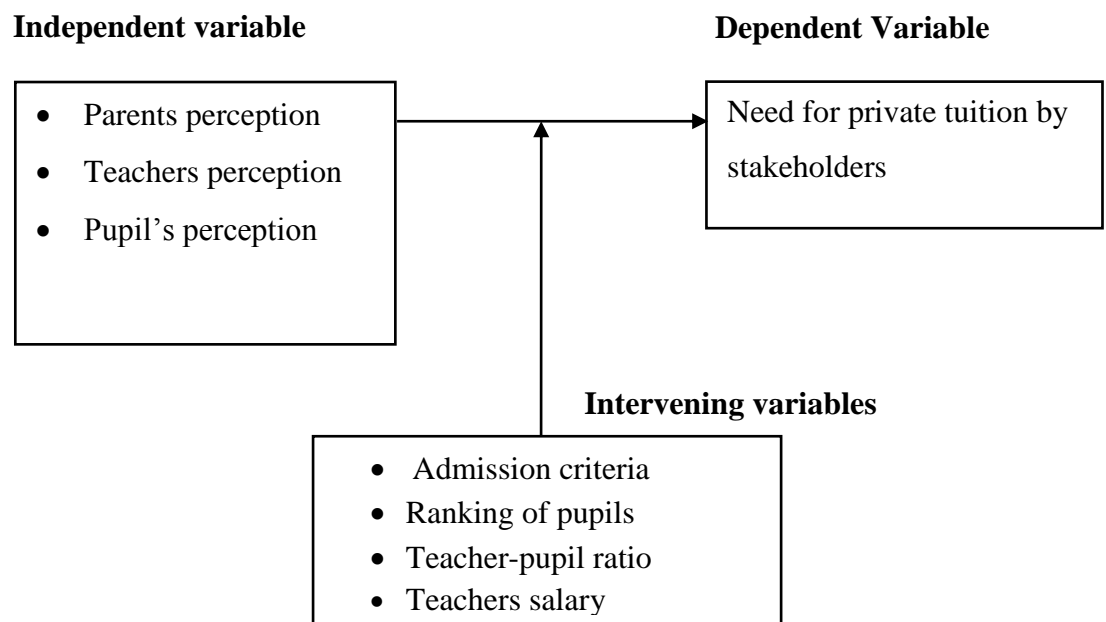 Independent variable
Dependent Variable
• Parents perception
• Teachers perception
• Pupil’s perception
Need for private tuition by
stakeholders
Intervening variables
• Admission criteria
• Ranking of pupils
• Teacher-pupil ratio
• Teachers salary